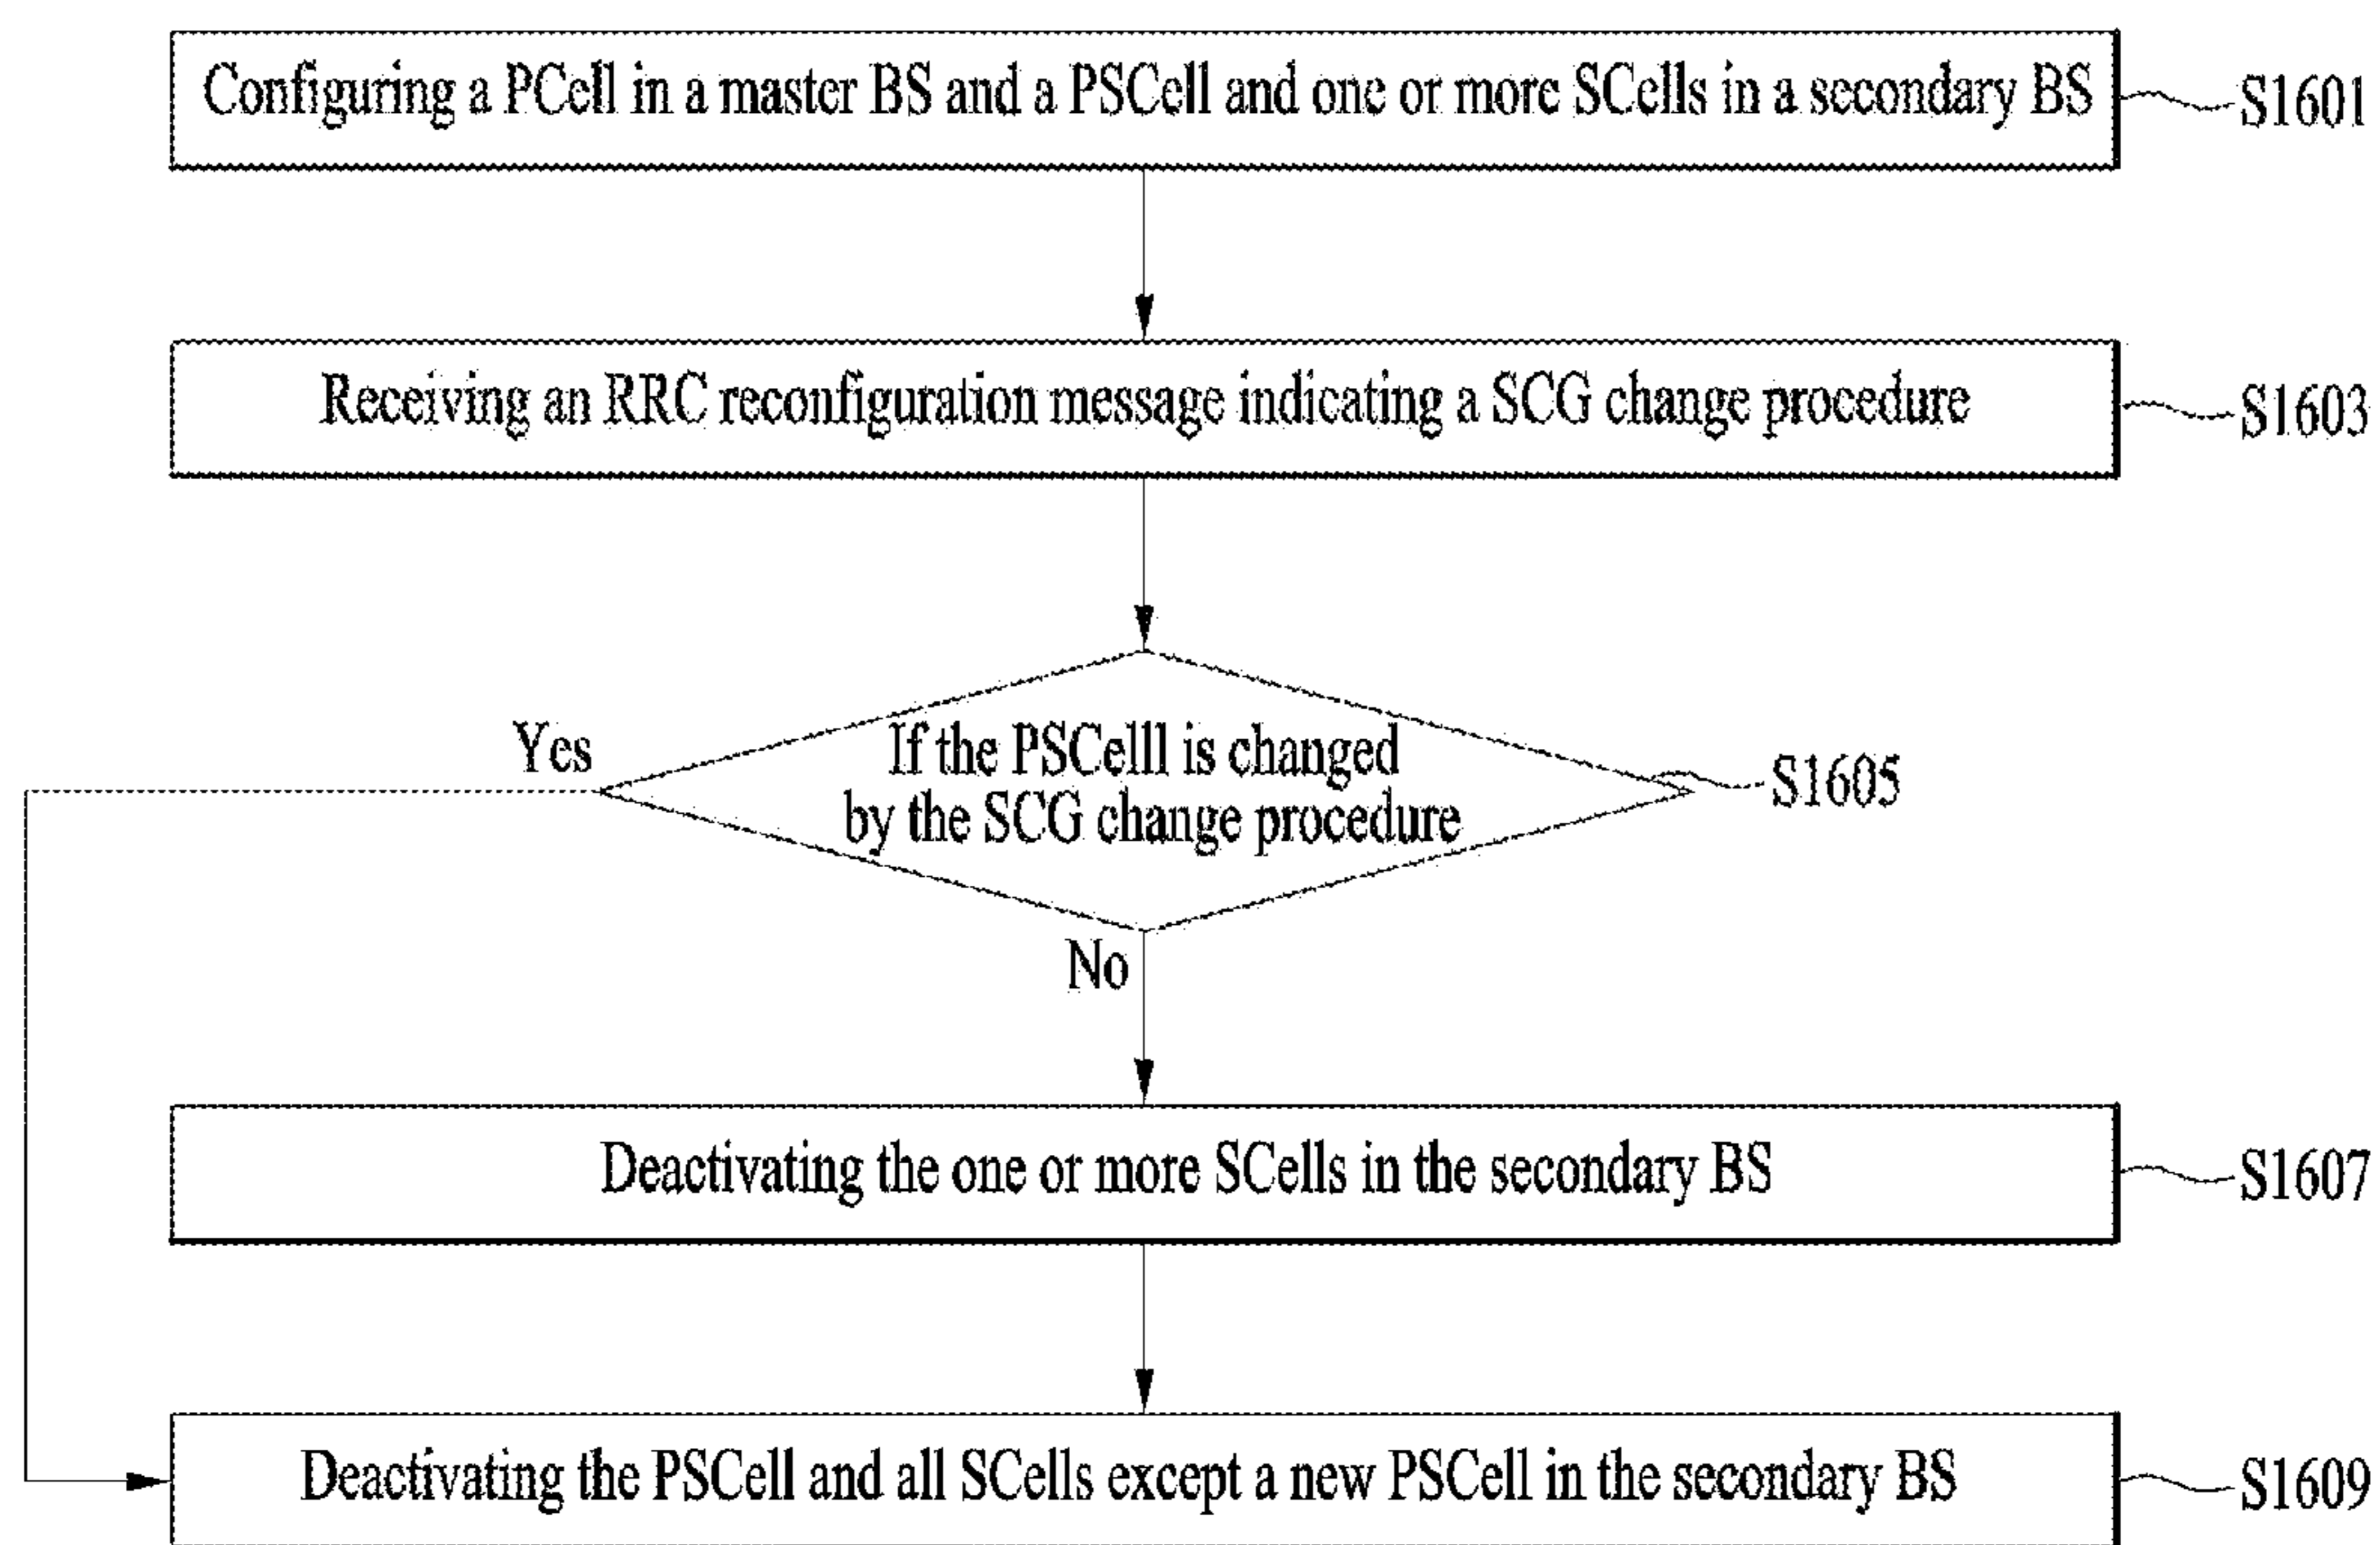 Configuring a PCell in a master BS and a PSCell and one or more SCells in a secondary BS
S1601
Receiving an RRC reconfiguration message indicating a SCG change procedure
S1603
Yes
If the PSCelll is changed
by the SCG change procedure
S1605
No
Deactivating the one or more SCells in the secondary BS
S1607
Deactivating the PSCell and all SCells except a new PSCell in the secondary BS
S1609